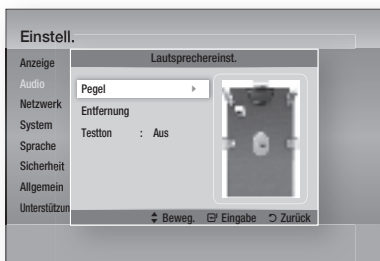 Einstell.
Anzeige
Audio
Netzwerk
System
Sprache
Sicherheit
Allgemein
Unterstützun
Lautsprechereinst.
Pegel
Entfernung
Testton : Aus
Beweg. Eingabe Zurück